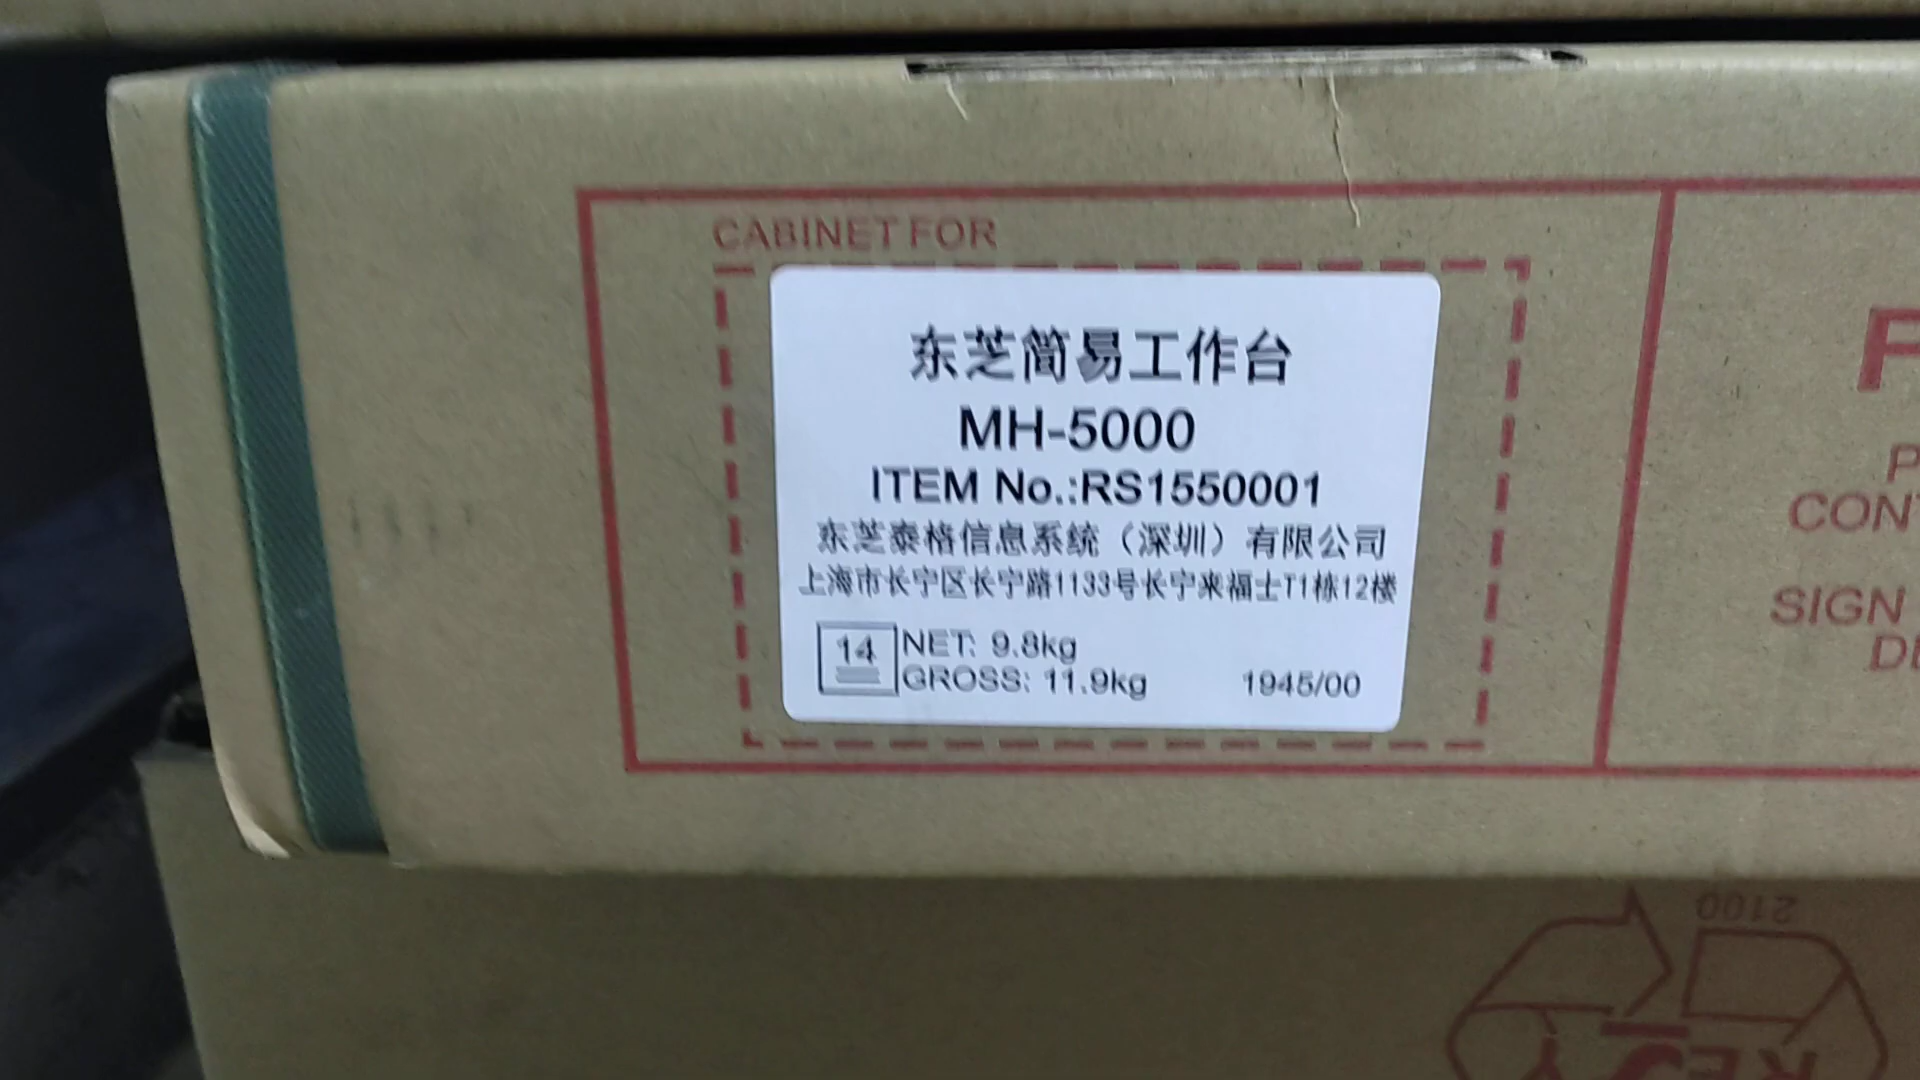 CABINET FOR
东芝简易工作台
MH-5000
ITEM No.:RS1550001
东芝泰格信息系统（深圳）有限公司
上海市长宁区长宁路1133号长宁来福士T1栋12楼
14
NET: 9.8kg
GROSS: 11.9kg
1945/00
P
CON
SIGN
2100